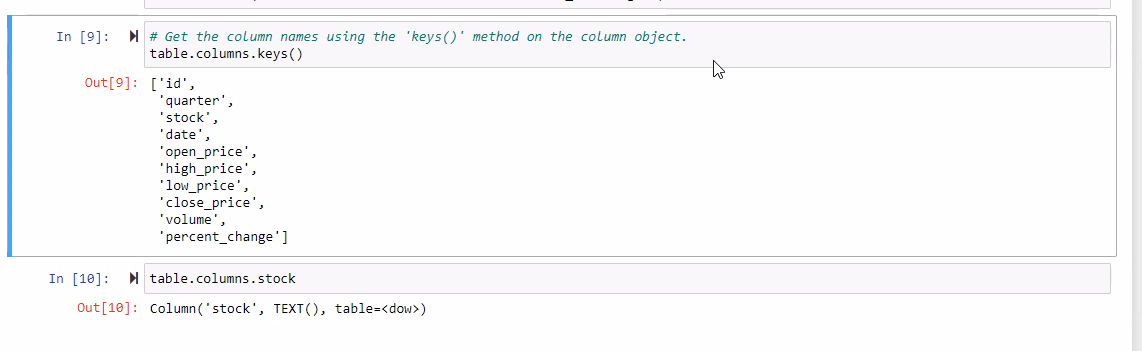 In [9]: # Get the column names using the 'keys()' method on the column object.
table.columns.keys()
Out[9]: ['id',
'quarter',
'stock',
'date',
'open_price',
'high_price',
'low_price',
'close_price',
'volume',
'percent_change']
In [10]: table.columns.stock
Out[10]: Column('stock', TEXT(), table=<dow>)